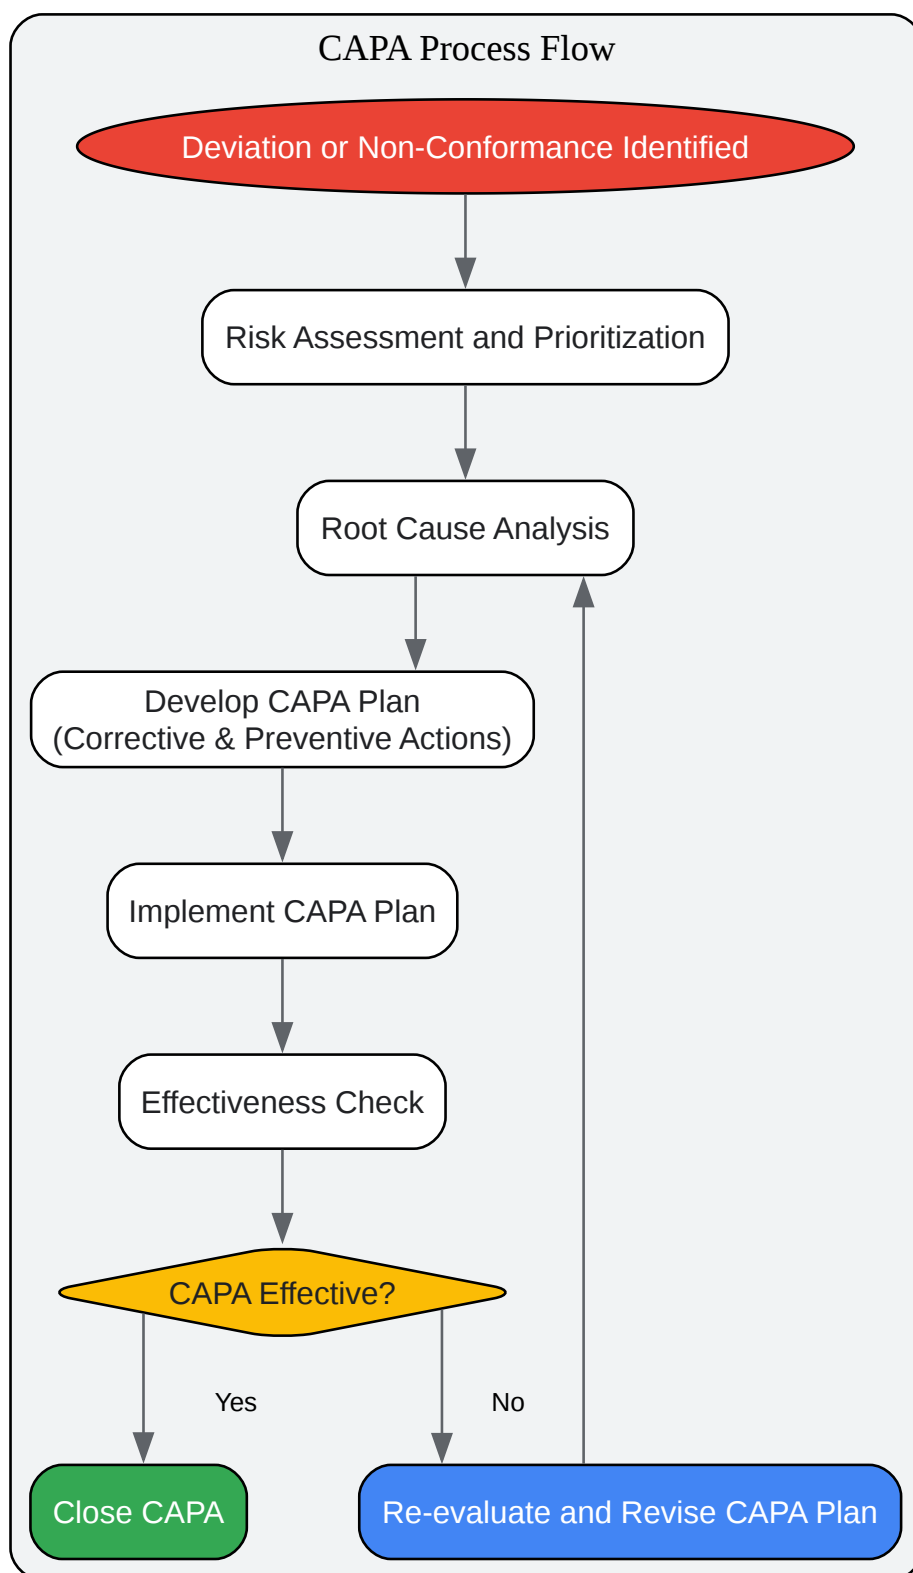 CAPA Process Flow
Deviation or Non-Conformance Identified
Risk Assessment and Prioritization
Root Cause Analysis
Develop CAPA Plan
(Corrective & Preventive Actions)
Implement CAPA Plan
Effectiveness Check
CAPA Effective?
Yes
No
Close CAPA
Re-evaluate and Revise CAPA Plan